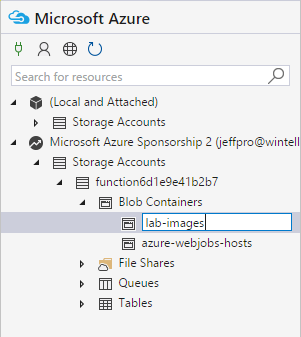 Microsoft Azure
Search for resources
(Local and Attached)
Storage Accounts
Microsoft Azure Sponsorship 2 (jeffpro@wintell
Storage Accounts
function6d1e9e41b2b7
Blob Containers
lab-images
azure-webjobs-hosts
File Shares
Queues
Tables